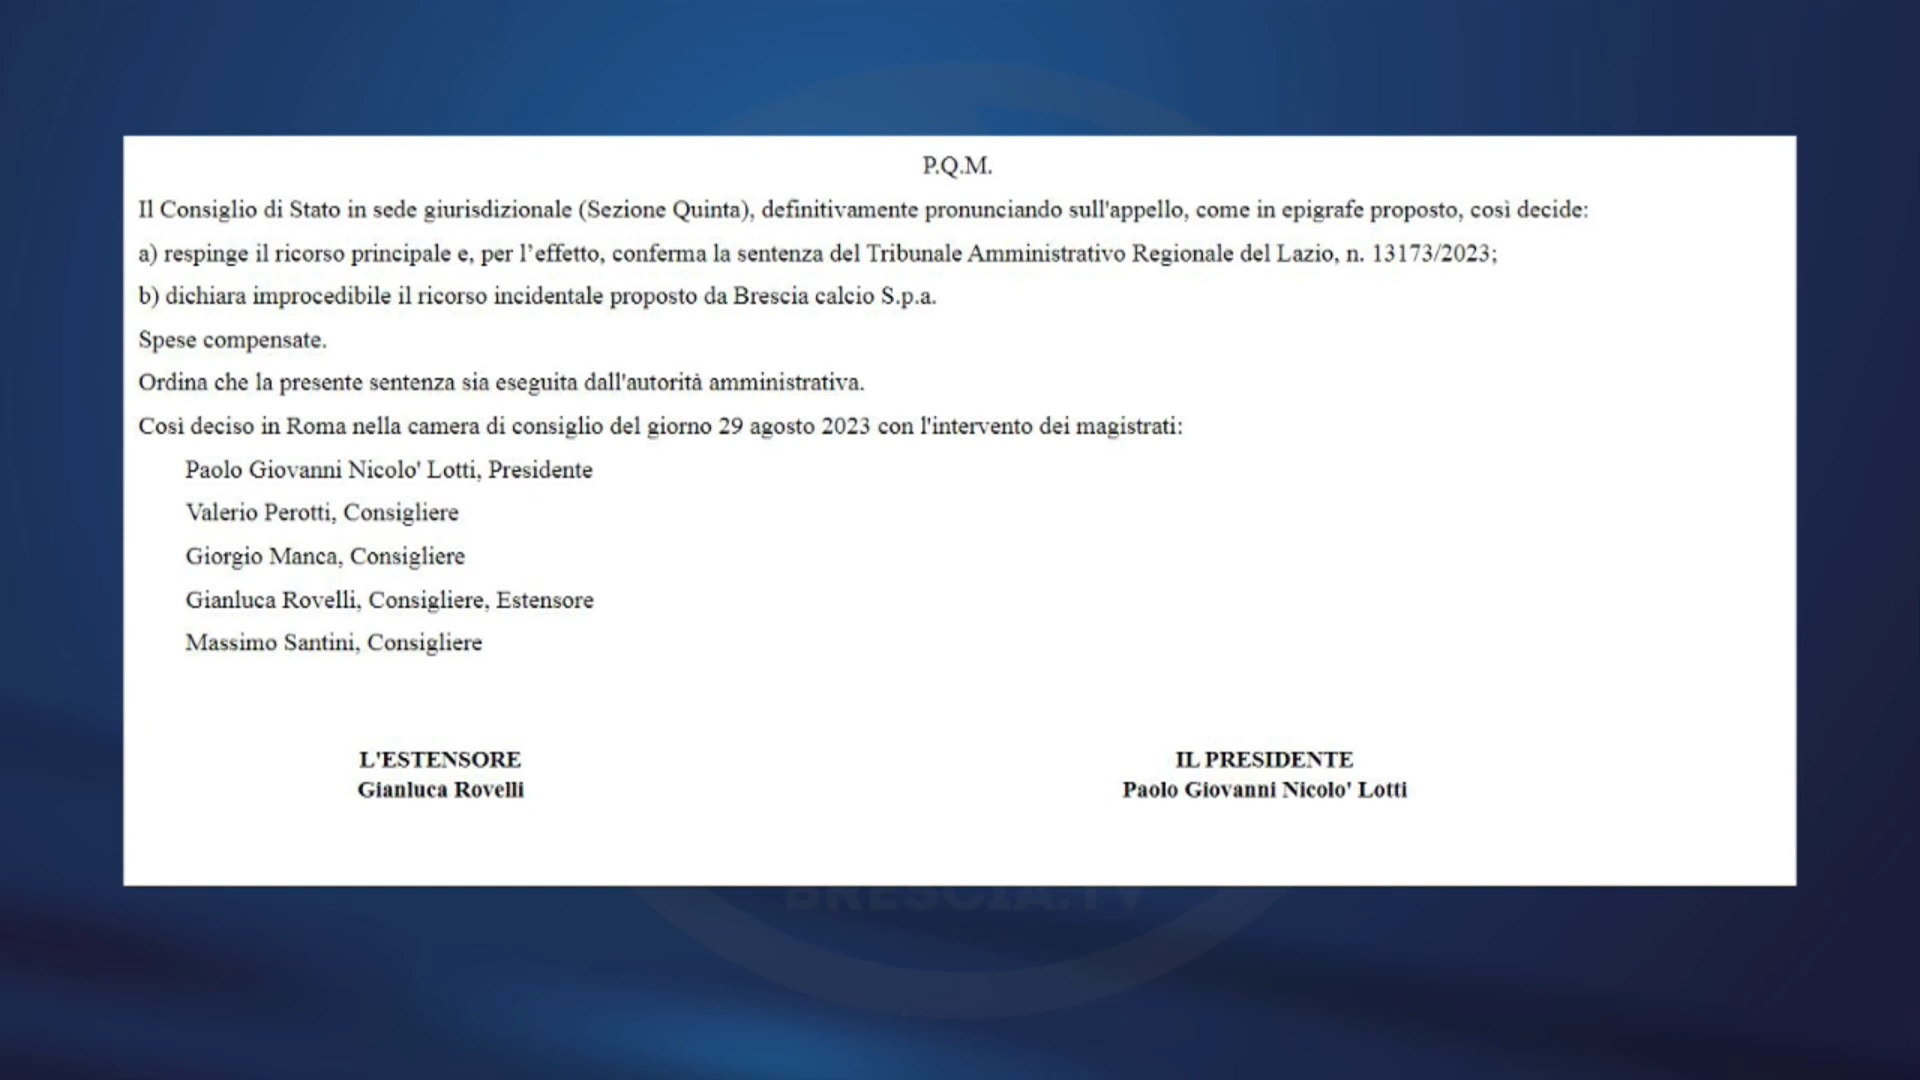 P.Q.M.
Il Consiglio di Stato in sede giurisdizionale (Sezione Quinta), definitivamente pronunciando sull'appello, come in epigrafe proposto, così decide:
a) respinge il ricorso principale e, per l’effetto, conferma la sentenza del Tribunale Amministrativo Regionale del Lazio, n. 13173/2023;
b) dichiara improcedibile il ricorso incidentale proposto da Brescia calcio S.p.a.
Spese compensate.
Ordina che la presente sentenza sia eseguita dall'autorità amministrativa.
Così deciso in Roma nella camera di consiglio del giorno 29 agosto 2023 con l'intervento dei magistrati:
Paolo Giovanni Nicolo' Lotti, Presidente
Valerio Perotti, Consigliere
Giorgio Manca, Consigliere
Gianluca Rovelli, Consigliere, Estensore
Massimo Santini, Consigliere
L'ESTENSORE
Gianluca Rovelli
IL PRESIDENTE
Paolo Giovanni Nicolo' Lotti
BRESCIA.TV